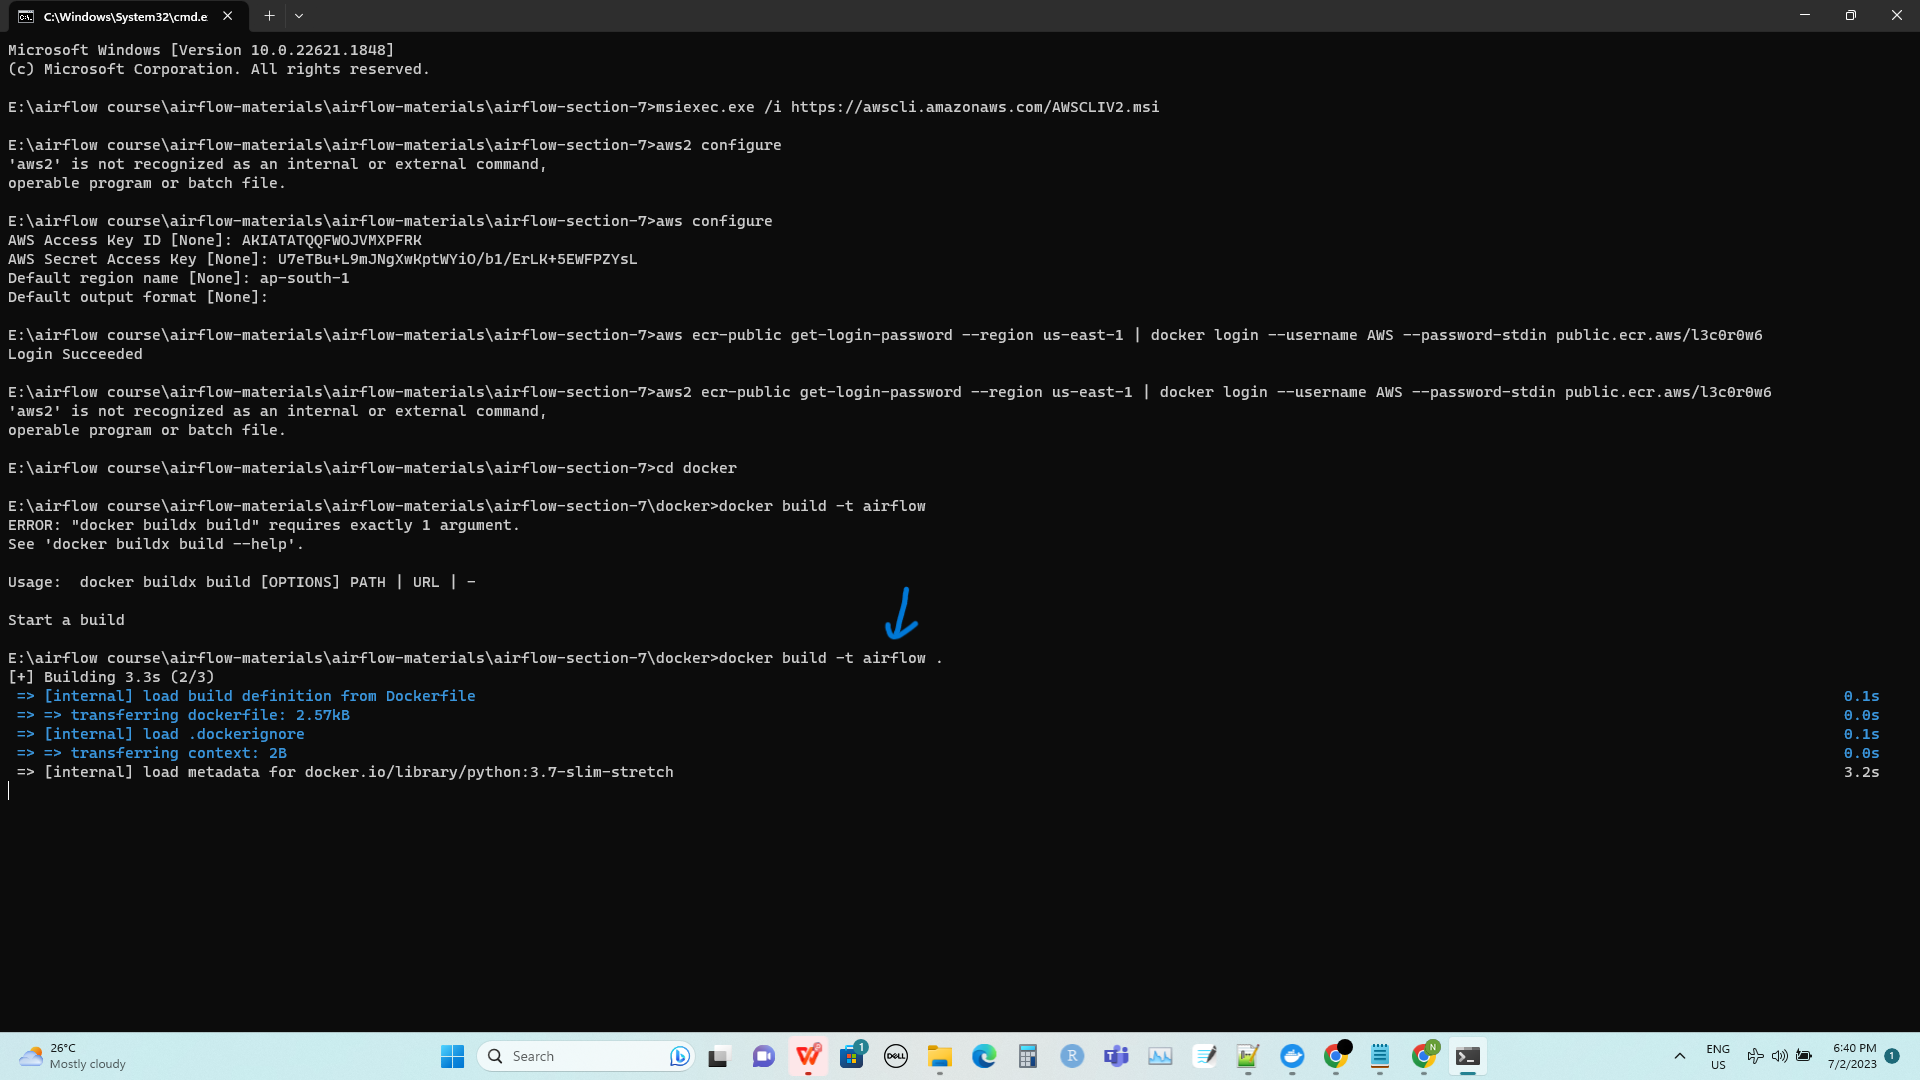 C:\Windows\System32\cmd.e
Microsoft Windows [Version 10.0.22621.1848]
(c) Microsoft Corporation. All rights reserved.
E:\airflow course\airflow-materials\airflow-materials\airflow-section-7>msiexec.exe /i https://awscli.amazonaws.com/AWSCLIV2.msi
E:\airflow course\airflow-materials\airflow-materials\airflow-section-7>aws2 configure
'aws2' is not recognized as an internal or external command,
operable program or batch file.
E:\airflow course\airflow-materials\airflow-materials\airflow-section-7>aws configure
AWS Access Key ID [None]: AKIATATQQFWOJVMXPFRK
AWS Secret Access Key [None]: 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
Default region name [None]: ap-south-1
Default output format [None]:
E:\airflow course\airflow-materials\airflow-materials\airflow-section-7>aws ecr-public get-login-password --region us-east-1 | docker login --username AWS --password-stdin public.ecr.aws/l3c0r0w6
Login Succeeded
E:\airflow course\airflow-materials\airflow-materials\airflow-section-7>aws2 ecr-public get-login-password --region us-east-1 | docker login --username AWS --password-stdin public.ecr.aws/l3c0r0w6
'aws2' is not recognized as an internal or external command,
operable program or batch file.
E:\airflow course\airflow-materials\airflow-materials\airflow-section-7>cd docker
E:\airflow course\airflow-materials\airflow-materials\airflow-section-7\docker>docker build -t airflow
ERROR: "docker buildx build" requires exactly 1 argument.
See 'docker buildx build --help'.
Usage:  docker buildx build [OPTIONS] PATH | URL | -
Start a build
E:\airflow course\airflow-materials\airflow-materials\airflow-section-7\docker>docker build -t airflow .
[+] Building 3.3s (2/3)
=> [internal] load build definition from Dockerfile 0.1s
=> => transferring dockerfile: 2.57kB 0.0s
=> [internal] load .dockerignore 0.1s
=> => transferring context: 2B 0.0s
=> [internal] load metadata for docker.io/library/python:3.7-slim-stretch 3.2s
26°C
Mostly cloudy
Search
1
DELL
R
N
ENG
US
6:40 PM
7/2/2023
1